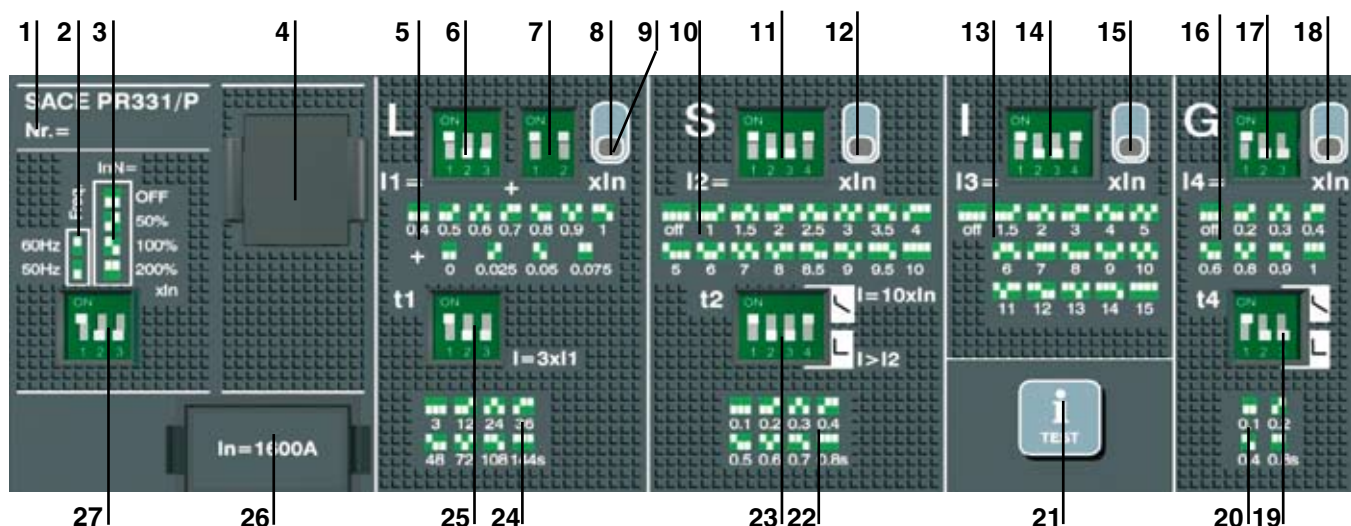 1 2 3 4 5 6 7 8 9 10 11 12 13 14 15 16 17 18
SACE PR331/P
Nr.=
InN=
Freq
OFF
50%
100%
200%
xIn
60Hz
50Hz
ON
1 2 3
In=1600A
L
ON
1 2 3
ON
1 2
I1= + xIn
0.4 0.5 0.6 0.7 0.8 0.9 1
+ 0 0.025 0.05 0.075
t1
ON
1 2 3
I=3xI1
3 12 24 36
48 72 108 144s
S
ON
1 2 3 4
I2= xIn
off 1 1.5 2 2.5 3 3.5 4
5 6 7 8 8.5 9 9.5 10
t2
ON
1 2 3 4
I=10xIn
I>I2
0.1 0.2 0.3 0.4
0.5 0.6 0.7 0.8s
I
ON
1 2 3 4
I3= xIn
off 1.5 2 3 4 5
6 7 8 9 10
11 12 13 14 15
i
TEST
G
ON
1 2 3
I4= xIn
off 0.2 0.3 0.4
0.6 0.8 0.9 1
t4
ON
1 2 3
0.1 0.2
0.4 0.8s
27 26 25 24 23 22 21 20 19